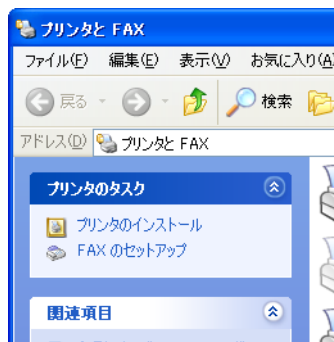 プリンタと FAX
ファイル(F) 編集(E) 表示(V) お気に入り(A)
戻る 検索
アドレス(D) プリンタと FAX
プリンタのタスク
プリンタのインストール
FAX のセットアップ
関連項目